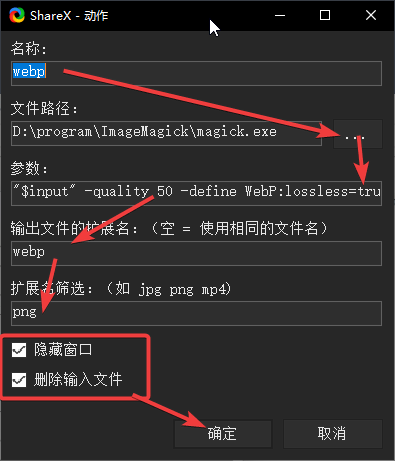 ShareX - 动作
名称:
webp
文件路径:
D:\program\ImageMagick\magick.exe
...
参数:
"$input" -quality 50 -define WebP:lossless=tru
输出文件的扩展名:（空 = 使用相同的文件名）
webp
扩展名筛选:（如 jpg png mp4)
png
隐藏窗口
删除输入文件
确定
取消